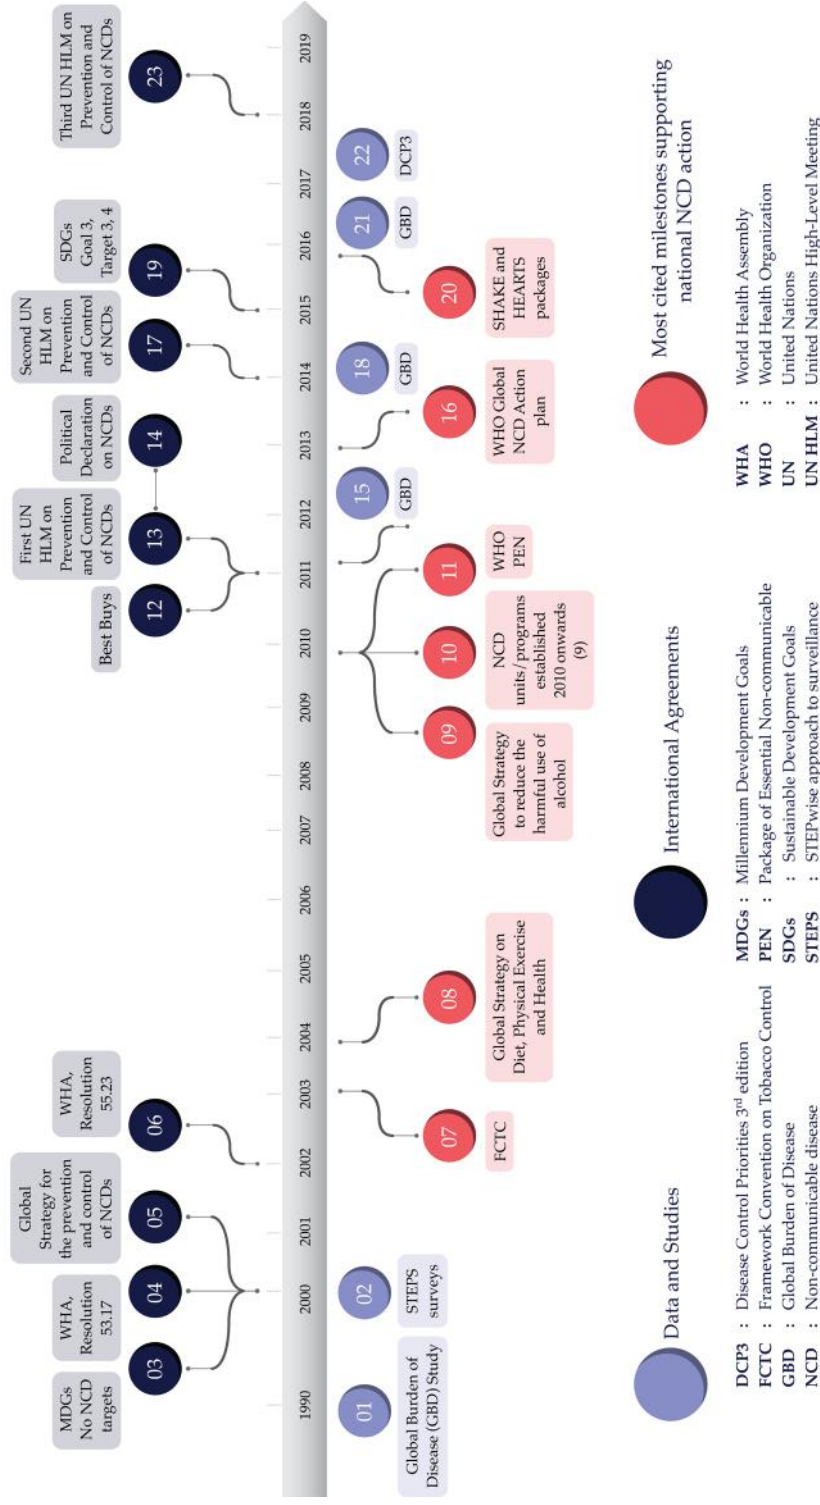 MDGs
No NCD
targets
03
WHA,
Resolution
53.17
04
Global
Strategy for
the prevention
and control
of NCDs
05
WHA,
Resolution
55.23
06
Best Buys
12
First UN
HLM on
Prevention
and Control
of NCDs
13
Political
Declaration
on NCDs
14
Second UN
HLM on
Prevention
and Control
of NCDs
17
SDGs
Goal 3,
Target 3, 4
19
Third UN HLM on
Prevention and
Control of NCDs
23
1990
2000
2001
2002
2003
2004
2005
2006
2007
2008
2009
2010
2011
2012
2013
2014
2015
2016
2017
2018
2019
01
Global Burden of
Disease (GBD) Study
02
STEPS
surveys
07
FCTC
08
Global Strategy on
Diet, Physical Exercise
and Health
09
Global Strategy
to reduce the
harmful use of
alcohol
10
NCD
units/programs
established
2010 onwards
(9)
11
WHO
PEN
15
GBD
16
WHO Global
NCD Action
plan
18
GBD
20
SHAKE and
HEARTS
packages
21
GBD
22
DCP3
Data and Studies
International Agreements
Most cited milestones supporting
national NCD action
DCP3 : Disease Control Priorities 3rd edition
FCTC : Framework Convention on Tobacco Control
GBD : Global Burden of Disease
NCD : Non-communicable disease
MDGs : Millennium Development Goals
PEN : Package of Essential Non-communicable
SDGs : Sustainable Development Goals
STEPS : STEPwise approach to surveillance
WHA : World Health Assembly
WHO : World Health Organization
UN : United Nations
UN HLM : United Nations High-Level Meeting